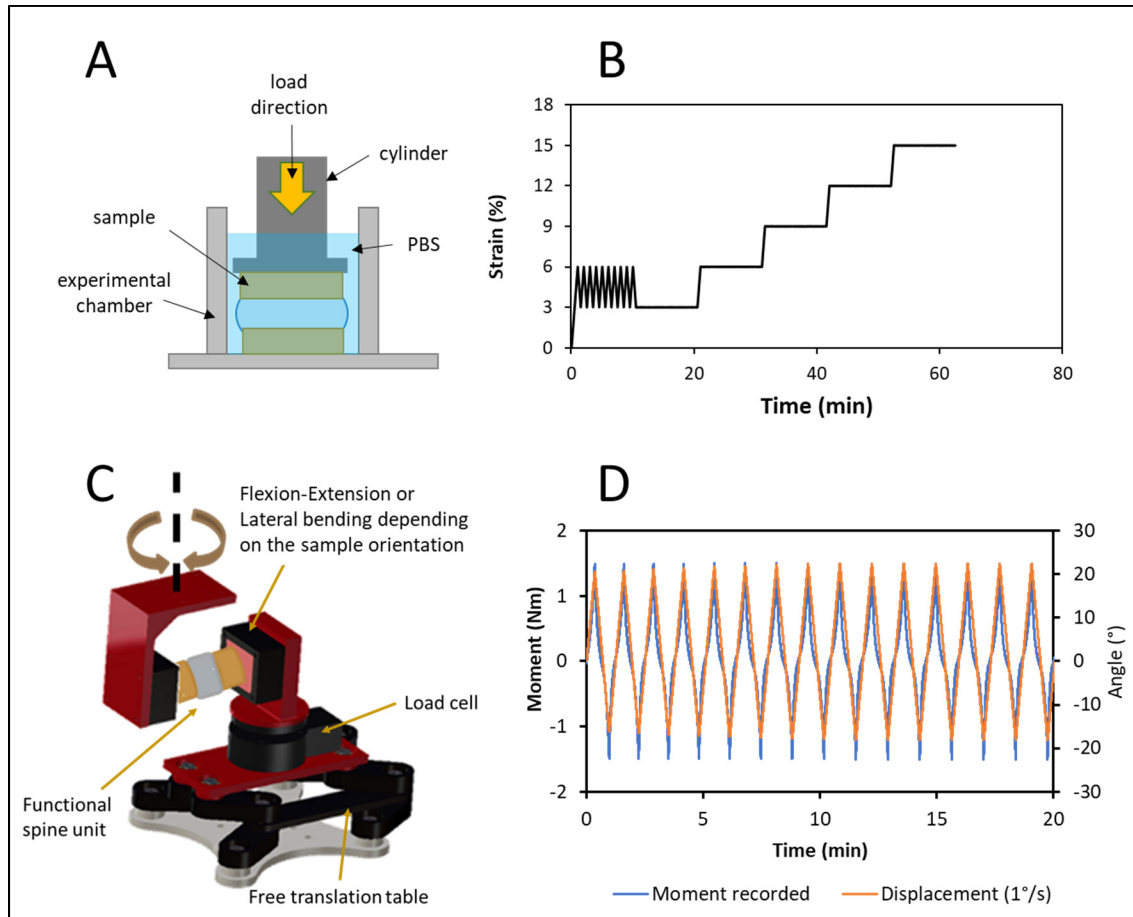 A
load
direction
cylinder
sample
PBS
experimental
chamber
B
18
15
12
9
6
3
0
Strain (%)
0 20 40 60 80
Time (min)
C
Flexion-Extension or
Lateral bending depending
on the sample orientation
Load cell
Functional
spine unit
Free translation table
D
2
1
0
-1
-2
Moment (Nm)
30
20
10
0
-10
-20
-30
Angle (°)
0 5 10 15 20
Time (min)
Moment recorded
Displacement (1°/s)